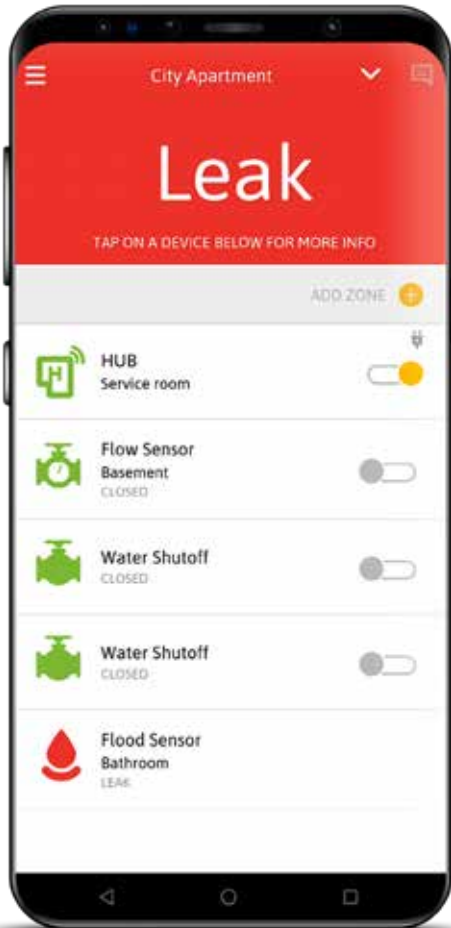 City Apartment
Leak
TAP ON A DEVICE BELOW FOR MORE INFO
ADD ZONE
H
HUB
Service room
Flow Sensor
Basement
CLOSED
Water Shutoff
CLOSED
Water Shutoff
CLOSED
Flood Sensor
Bathroom
LEAK